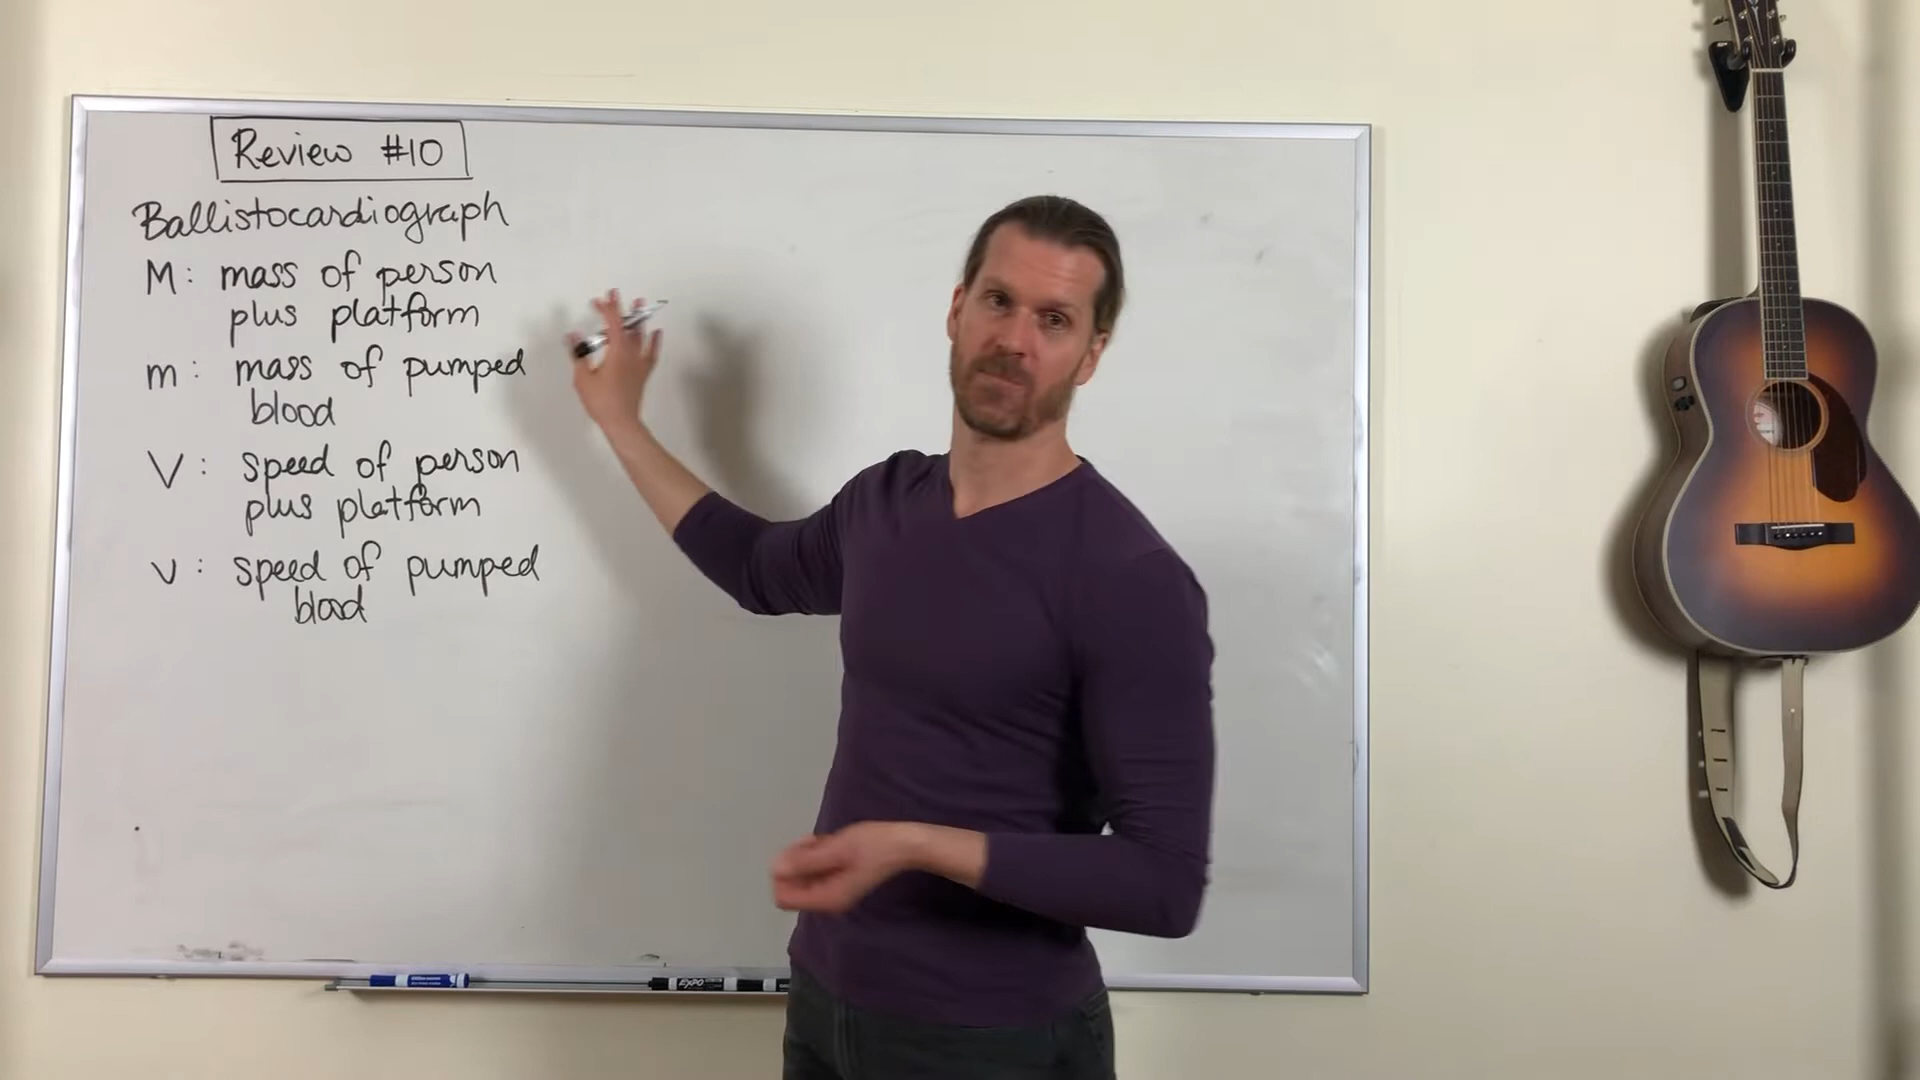 Review #10
Ballistocardiograph
M: mass of person
plus platform
m: mass of pumped
blood
V: speed of person
plus platform
v: speed of pumped
blood
EXPO